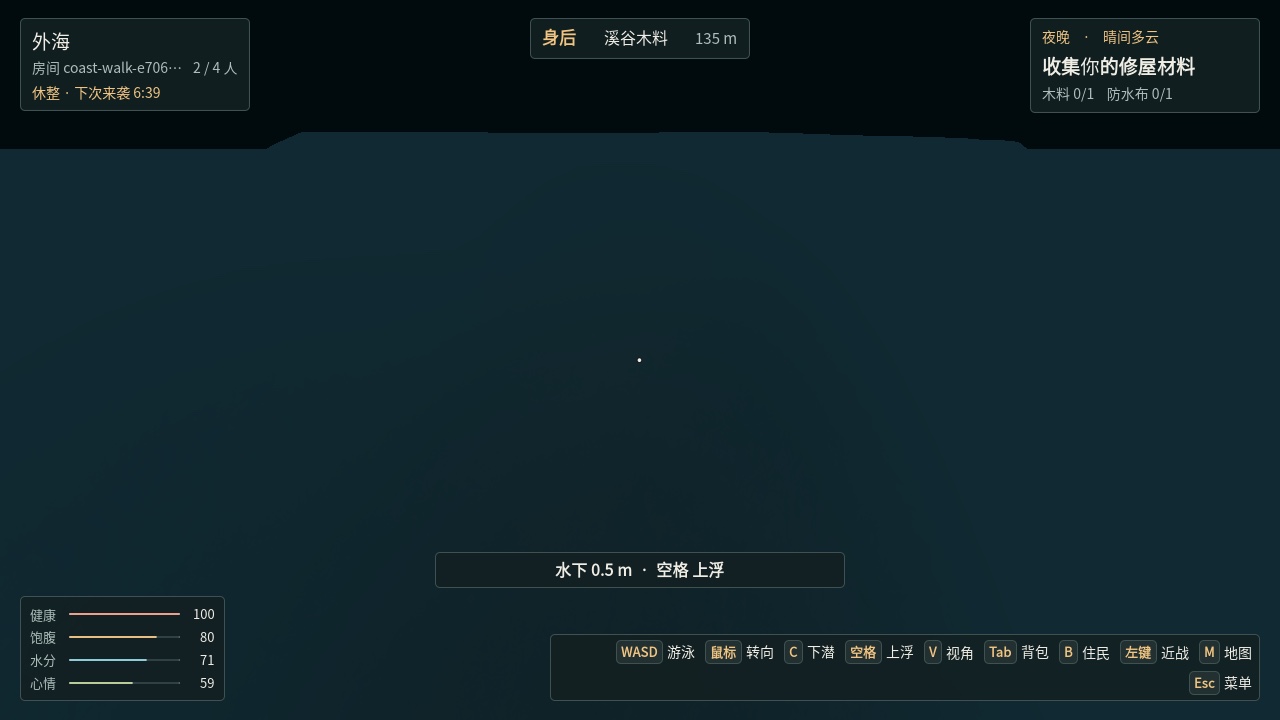 外海
房间 coast-walk-e706… 2 / 4 人
休整 · 下次来袭 6:39
身后 溪谷木料 135 m
夜晚 · 晴间多云
收集你的修屋材料
木料 0/1 防水布 0/1
水下 0.5 m · 空格 上浮
健康 100
饱腹 80
水分 71
心情 59
WASD 游泳 鼠标 转向 C 下潜 空格 上浮 V 视角 Tab 背包 B 住民 左键 近战 M 地图
Esc 菜单